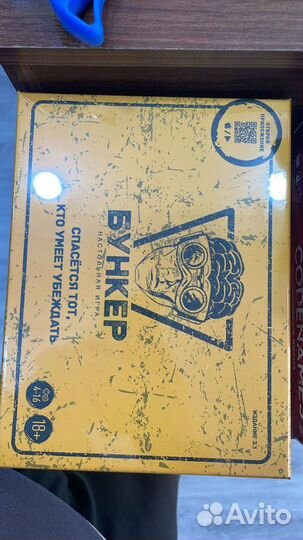 ОТКРОЙ
ПРИЛОЖЕНИЕ
БУНКЕР
НАСТОЛЬНАЯ ИГРА
СПАСЁТСЯ ТОТ,
КТО УМЕЕТ УБЕЖДАТЬ
4-16
18+
ИЗДАНИЕ 3.1
Avito